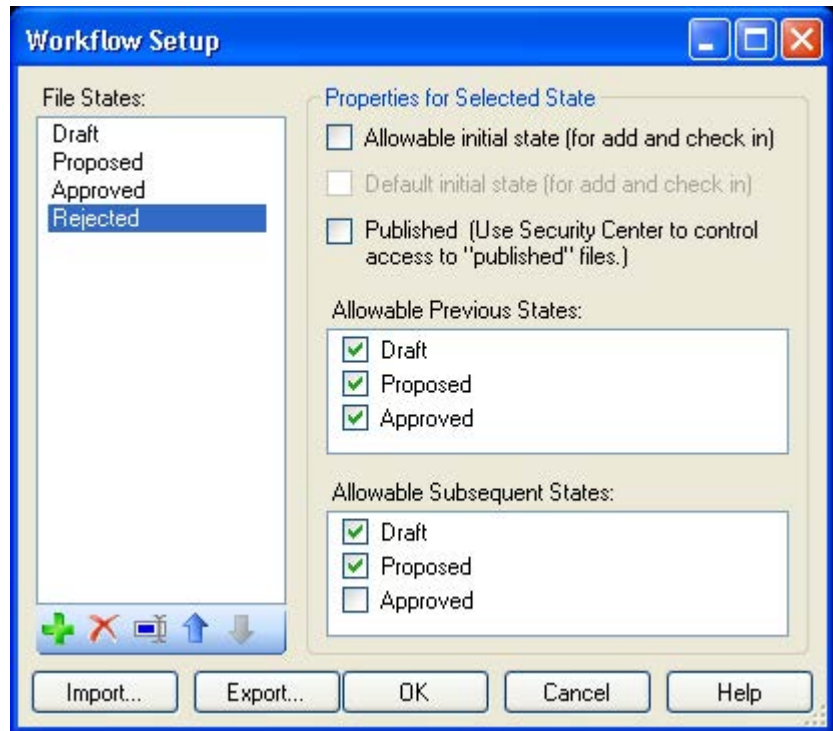 Workflow Setup
File States:
Draft
Proposed
Approved
Rejected
Properties for Selected State
Allowable initial state (for add and check in)
Default initial state (for add and check in)
Published (Use Security Center to control
access to "published" files.)
Allowable Previous States:
Draft
Proposed
Approved
Allowable Subsequent States:
Draft
Proposed
Approved
Import...
Export...
OK
Cancel
Help